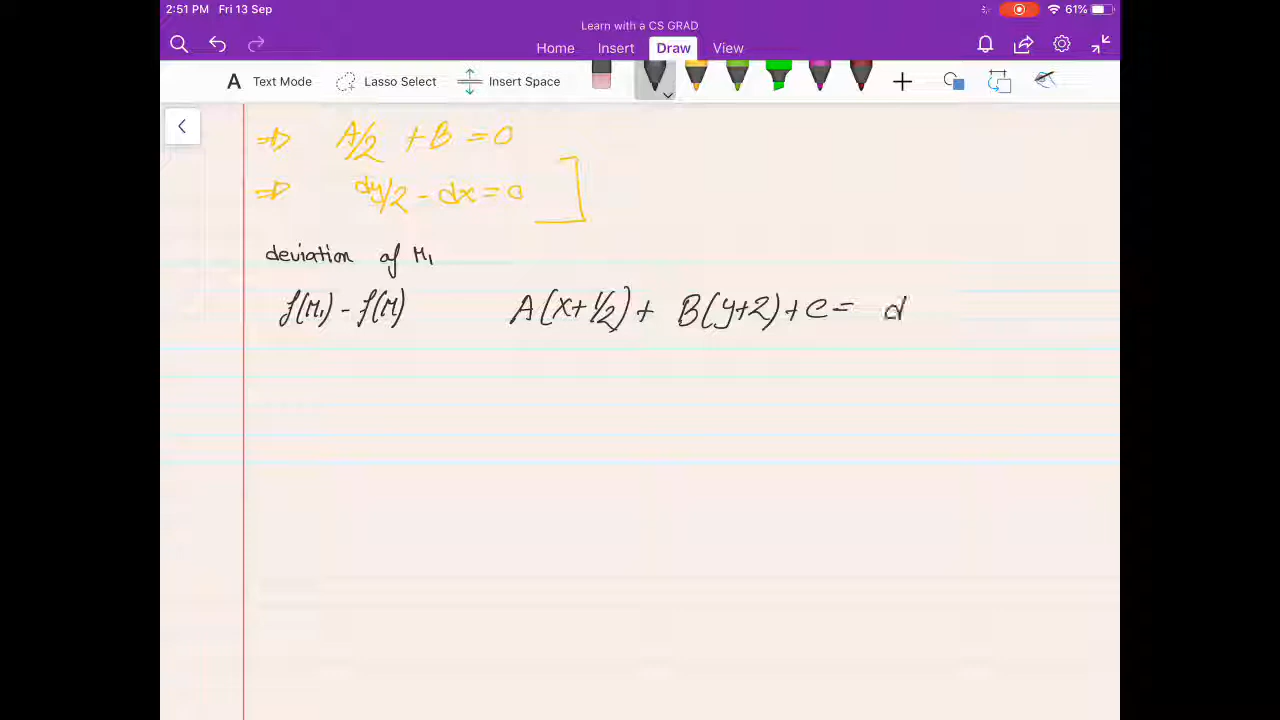 2:51 PM Fri 13 Sep 61%
Learn with a CS GRAD
Home Insert Draw View
A Text Mode Lasso Select Insert Space
⇒ A/2 + B = 0
⇒ dy/2 - dx = 0
deviation of M₁
f(M₁) - f(M) A(x+1/2) + B(y+2) + C = d